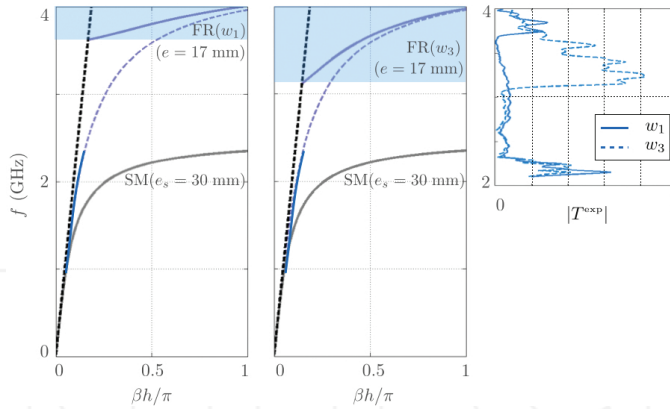 4
2
0
f (GHz)
FR(w₁)
(e = 17 mm)
SM(eₛ = 30 mm)
0
0.5
1
βh/π
FR(w₃)
(e = 17 mm)
SM(eₛ = 30 mm)
0
0.5
1
βh/π
4
2
w₁
w₃
0
|Tᵉˣᵖ|